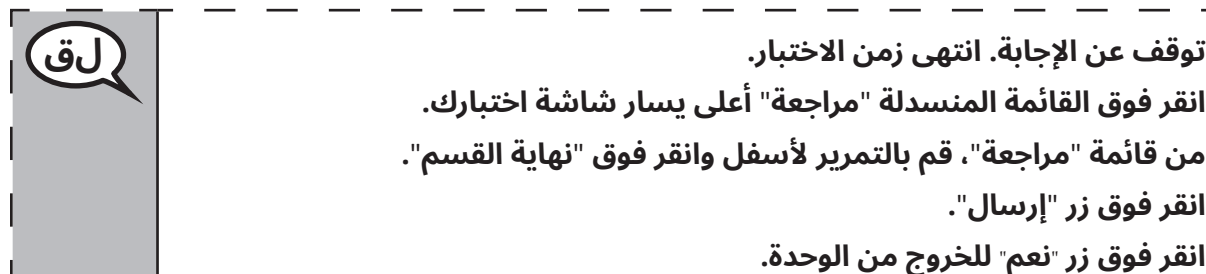 لق
توقف عن الإجابة. انتهى زمن الاختبار.
انقر فوق القائمة المنسدلة "مراجعة" أعلى يسار شاشة اختبارك.
من قائمة "مراجعة"، قم بالتمرير لأسفل وانقر فوق "نهاية القسم".
انقر فوق زر "إرسال".
انقر فوق زر "نعم" للخروج من الوحدة.